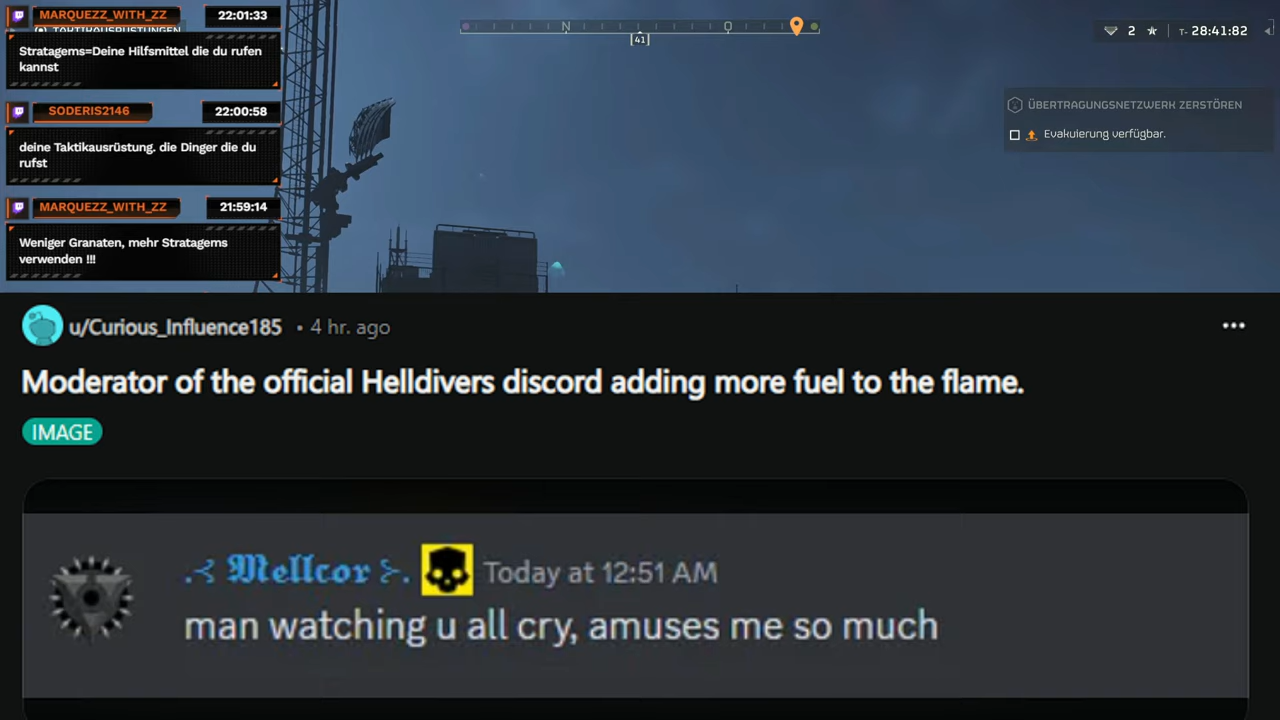 MARQUEZZ_WITH_ZZ
22:01:33
TAKTIKAUSRÜSTUNGEN
Stratagems=Deine Hilfsmittel die du rufen
kannst
SODERIS2146
22:00:58
deine Taktikausrüstung. die Dinger die du
rufst
MARQUEZZ_WITH_ZZ
21:59:14
Weniger Granaten, mehr Stratagems
verwenden !!!
N
O
[41]
2
T- 28:41:82
ÜBERTRAGUNGSNETZWERK ZERSTÖREN
Evakuierung verfügbar.
u/Curious_Influence185 • 4 hr. ago
Moderator of the official Helldivers discord adding more fuel to the flame.
IMAGE
.⊰ 𝕸𝖊𝖑𝖑𝖈𝖔𝖗 ⊱. Today at 12:51 AM
man watching u all cry, amuses me so much